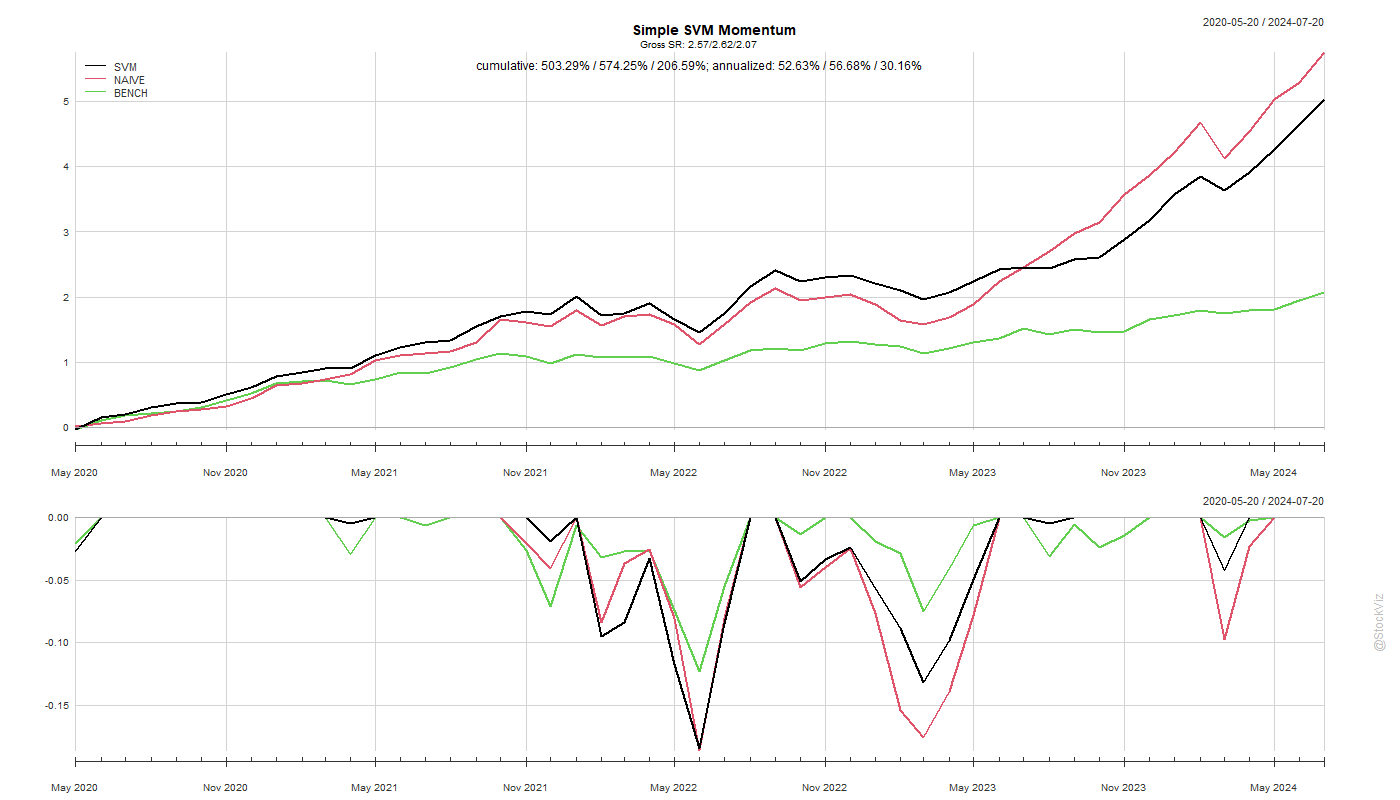 2020-05-20 / 2024-07-20
Simple SVM Momentum
Gross SR: 2.57/2.62/2.07
cumulative: 503.29% / 574.25% / 206.59%; annualized: 52.63% / 56.68% / 30.16%
SVM
NAIVE
BENCH
5
4
3
2
1
0
May 2020 Nov 2020 May 2021 Nov 2021 May 2022 Nov 2022 May 2023 Nov 2023 May 2024
2020-05-20 / 2024-07-20
0.00
-0.05
-0.10
-0.15
May 2020 Nov 2020 May 2021 Nov 2021 May 2022 Nov 2022 May 2023 Nov 2023 May 2024
@StockViz